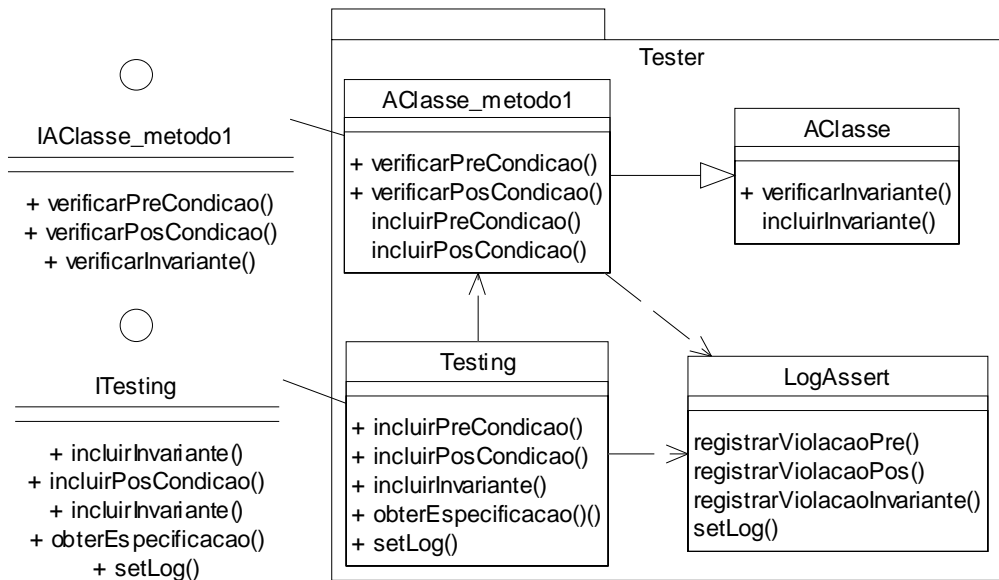 Tester
IAClasse_metodo1
+ verificarPreCondicao()
+ verificarPosCondicao()
+ verificarInvariante()
AClasse_metodo1
+ verificarPreCondicao()
+ verificarPosCondicao()
incluirPreCondicao()
incluirPosCondicao()
AClasse
+ verificarInvariante()
incluirInvariante()
ITesting
+ incluirInvariante()
+ incluirPosCondicao()
+ incluirInvariante()
+ obterEspecificacao()
+ setLog()
Testing
+ incluirPreCondicao()
+ incluirPosCondicao()
+ incluirInvariante()
+ obterEspecificacao()()
+ setLog()
LogAssert
registrarViolacaoPre()
registrarViolacaoPos()
registrarViolacaoInvariante()
setLog()